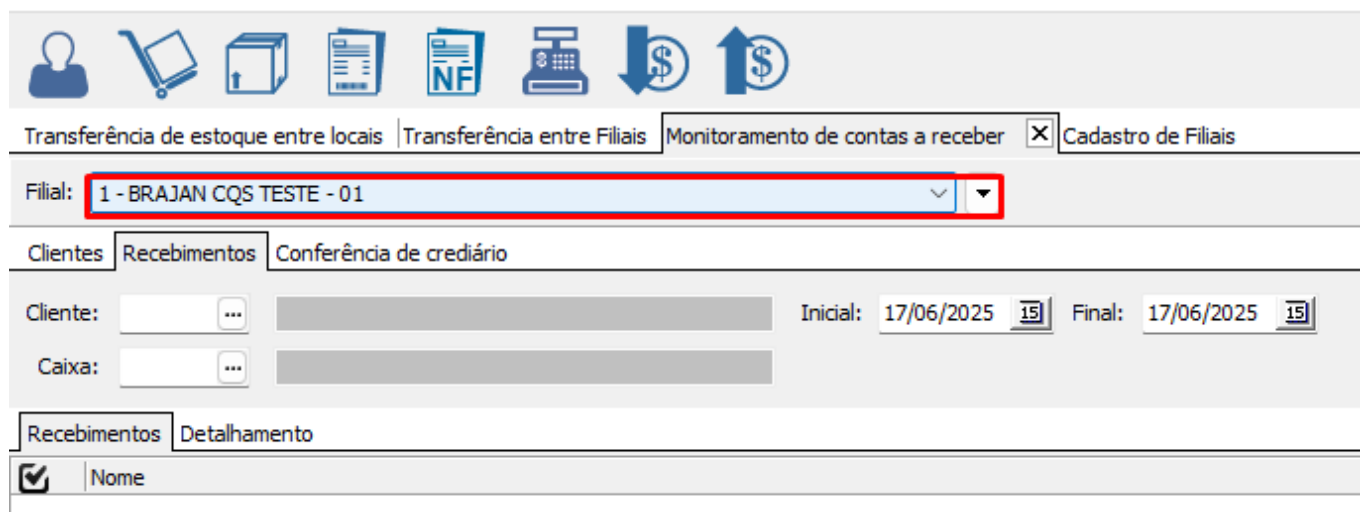 NF
Transferência de estoque entre locais Transferência entre Filiais Monitoramento de contas a receber Cadastro de Filiais
Filial: 1 - BRAJAN CQS TESTE - 01
Clientes Recebimentos Conferência de crediário
Cliente: ... Inicial: 17/06/2025 15 Final: 17/06/2025 15
Caixa: ...
Recebimentos Detalhamento
Nome